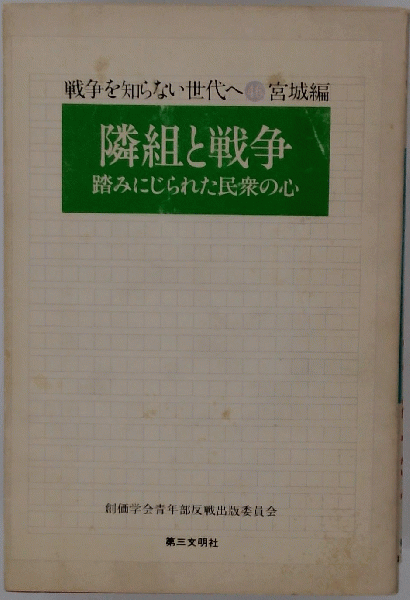 戦争を知らない世代へ 48 宮城編
隣組と戦争
踏みにじられた民衆の心
創価学会青年部反戦出版委員会
第三文明社